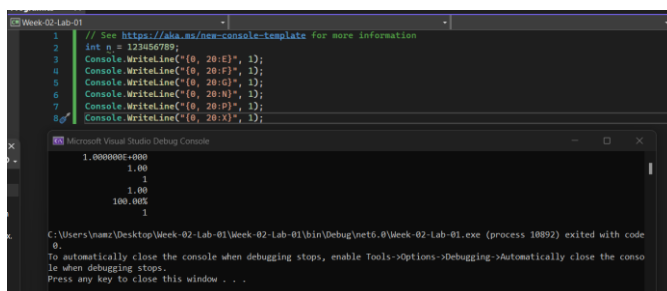 Week-02-Lab-01
1 // See https://aka.ms/new-console-template for more information
2 int n = 123456789;
3 Console.WriteLine("{0, 20:E}", 1);
4 Console.WriteLine("{0, 20:F}", 1);
5 Console.WriteLine("{0, 20:G}", 1);
6 Console.WriteLine("{0, 20:N}", 1);
7 Console.WriteLine("{0, 20:P}", 1);
8 Console.WriteLine("{0, 20:X}", 1);
Microsoft Visual Studio Debug Console
1.000000E+000
1.00
1
1.00
100.00%
1
C:\Users\namz\Desktop\Week-02-Lab-01\Week-02-Lab-01\bin\Debug\net6.0\Week-02-Lab-01.exe (process 10892) exited with code
0.
To automatically close the console when debugging stops, enable Tools->Options->Debugging->Automatically close the conso
le when debugging stops.
Press any key to close this window . . .